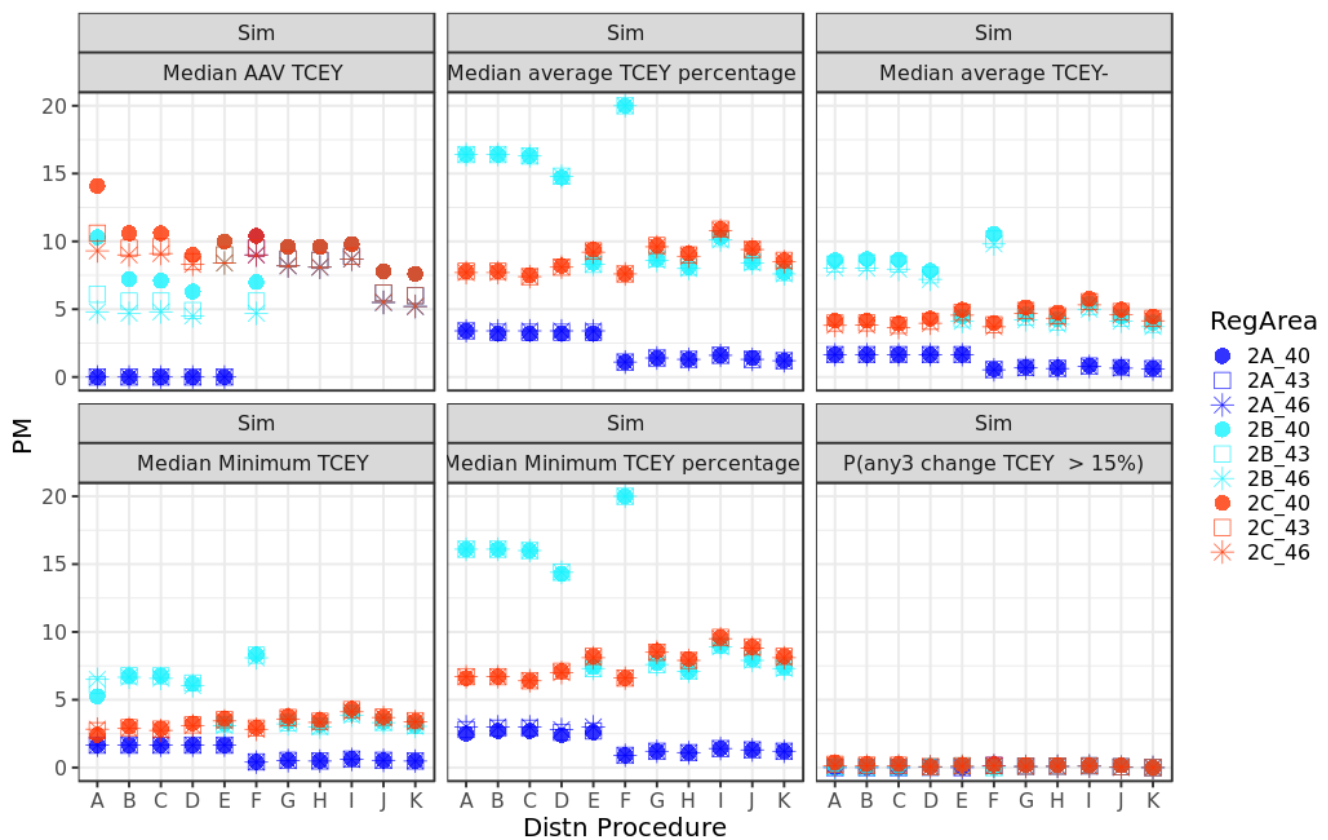 Sim
Sim
Sim
Median AAV TCEY
Median average TCEY percentage
Median average TCEY-
20
15
10
5
0
Sim
Sim
Sim
Median Minimum TCEY
Median Minimum TCEY percentage
P(any3 change TCEY > 15%)
20
15
10
5
0
A B C D E F G H I J K
A B C D E F G H I J K
A B C D E F G H I J K
PM
Distn Procedure
RegArea
2A_40
2A_43
2A_46
2B_40
2B_43
2B_46
2C_40
2C_43
2C_46